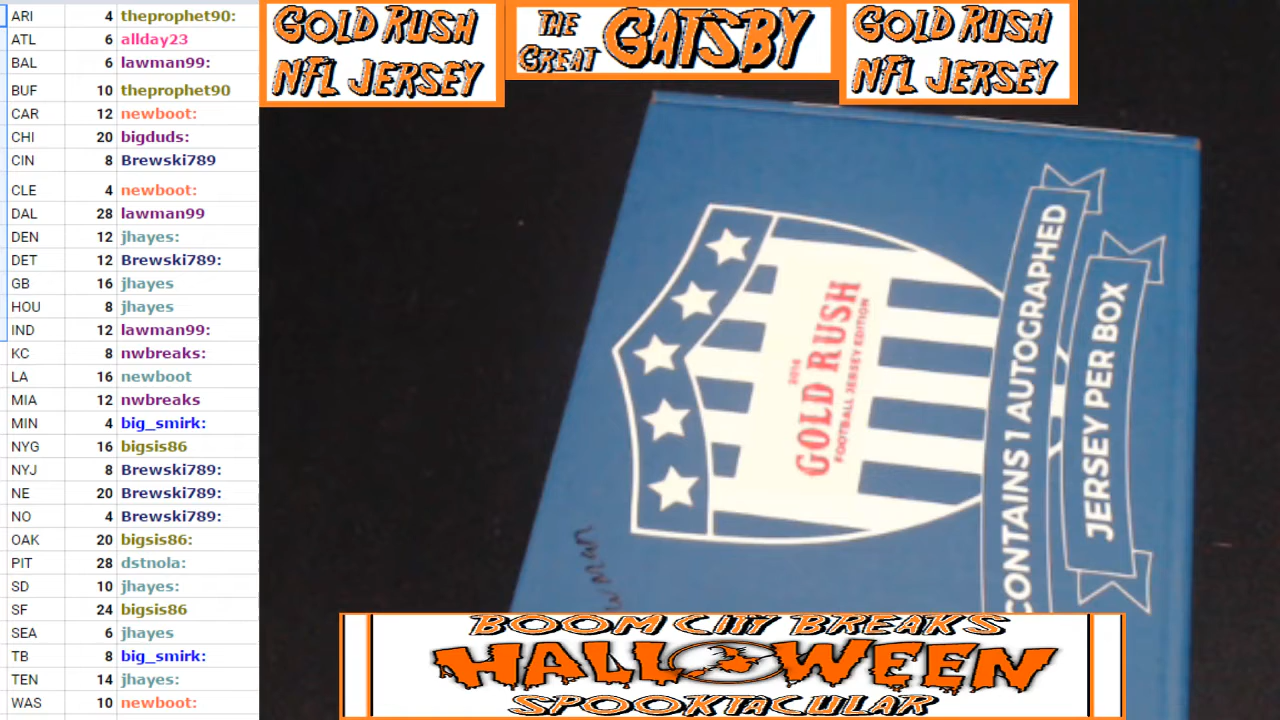 ARI 4 theprophet90:
ATL 6 allday23
BAL 6 lawman99:
BUF 10 theprophet90
CAR 12 newboot:
CHI 20 bigduds:
CIN 8 Brewski789
CLE 4 newboot:
DAL 28 lawman99
DEN 12 jhayes:
DET 12 Brewski789:
GB 16 jhayes
HOU 8 jhayes
IND 12 lawman99:
KC 8 nwbreaks:
LA 16 newboot
MIA 12 nwbreaks
MIN 4 big_smirk:
NYG 16 bigsis86
NYJ 8 Brewski789:
NE 20 Brewski789:
NO 4 Brewski789:
OAK 20 bigsis86:
PIT 28 dstnola:
SD 10 jhayes:
SF 24 bigsis86
SEA 6 jhayes
TB 8 big_smirk:
TEN 14 jhayes:
WAS 10 newboot:
GOLD RUSH
NFL JERSEY
THE
GREAT
GATSBY
GOLD RUSH
NFL JERSEY
2016
GOLD RUSH
FOOTBALL JERSEY EDITION
CONTAINS 1 AUTOGRAPHED
JERSEY PER BOX
BOOM CITY BREAKS
HALLOWEEN
SPOOKTACULAR